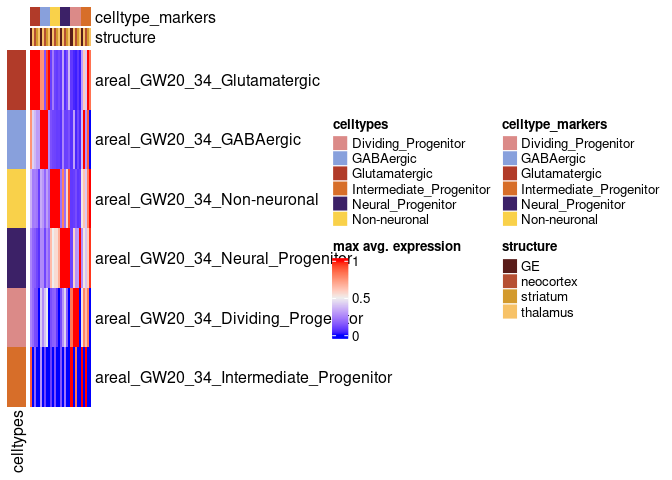 celltype_markers
structure
areal_GW20_34_Glutamatergic
areal_GW20_34_GABAergic
areal_GW20_34_Non-neuronal
areal_GW20_34_Neural_Progenitor
areal_GW20_34_Dividing_Progenitor
areal_GW20_34_Intermediate_Progenitor
celltypes
celltypes
Dividing_Progenitor
GABAergic
Glutamatergic
Intermediate_Progenitor
Neural_Progenitor
Non-neuronal
max avg. expression
1
0.5
0
celltype_markers
Dividing_Progenitor
GABAergic
Glutamatergic
Intermediate_Progenitor
Neural_Progenitor
Non-neuronal
structure
GE
neocortex
striatum
thalamus